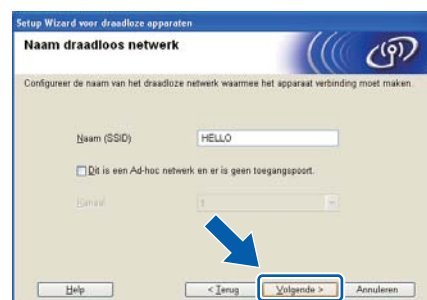 Setup Wizard voor draadloze apparaten
Naam draadloos netwerk
Configureer de naam van het draadloze netwerk waarmee het apparaat verbinding moet maken.
Naam (SSID) HELLO
Dit is een Ad-hoc netwerk en er is geen toegangspoort.
Kanaal 1
Help < Terug Volgende > Annuleren